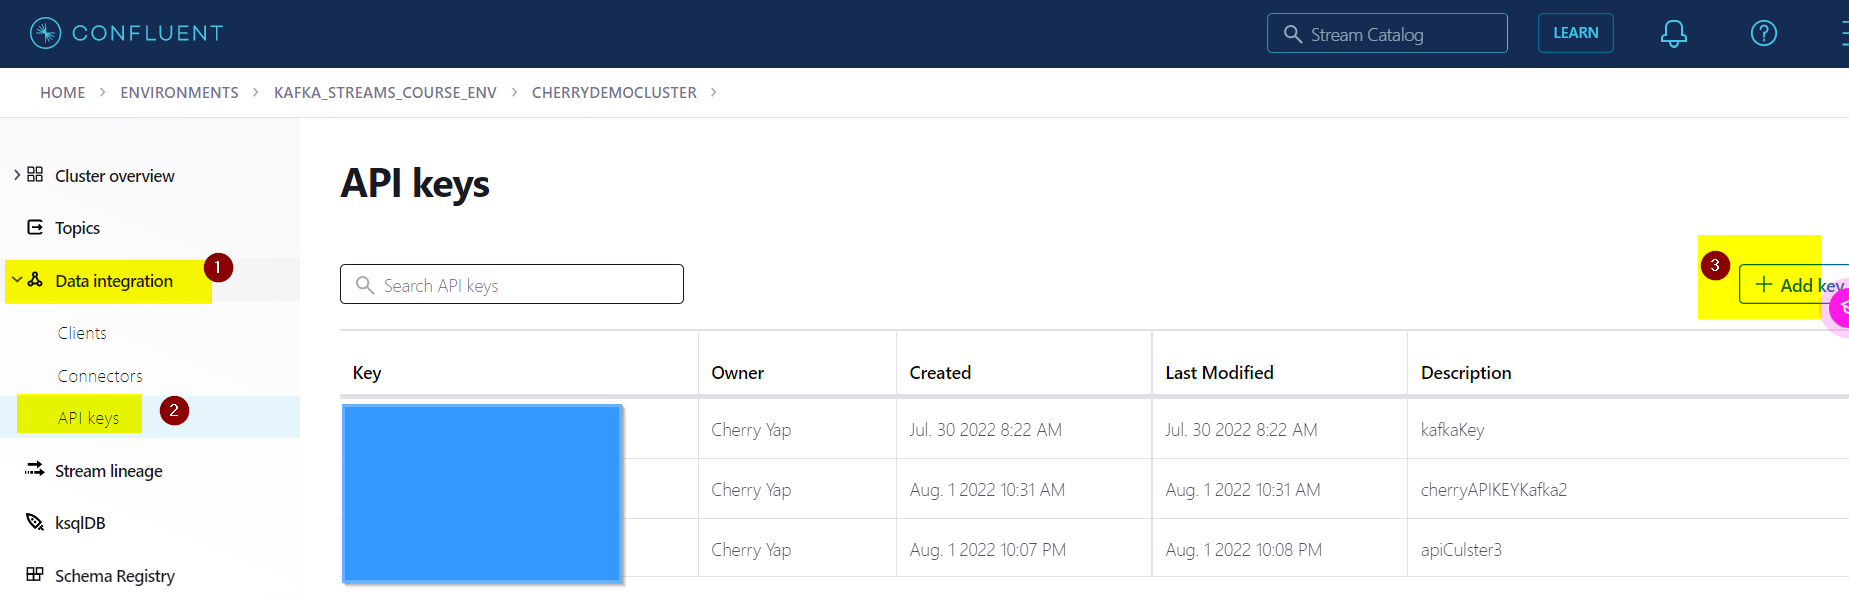 CONFLUENT
Stream Catalog
LEARN
?
HOME > ENVIRONMENTS > KAFKA_STREAMS_COURSE_ENV > CHERRYDEMOCLUSTER >
Cluster overview
Topics
Data integration
1
Clients
Connectors
API keys
2
Stream lineage
ksqlDB
Schema Registry
API keys
Search API keys
3
+ Add key
Key Owner Created Last Modified Description
Cherry Yap Jul. 30 2022 8:22 AM Jul. 30 2022 8:22 AM kafkaKey
Cherry Yap Aug. 1 2022 10:31 AM Aug. 1 2022 10:31 AM cherryAPIKEYKafka2
Cherry Yap Aug. 1 2022 10:07 PM Aug. 1 2022 10:08 PM apiCulster3